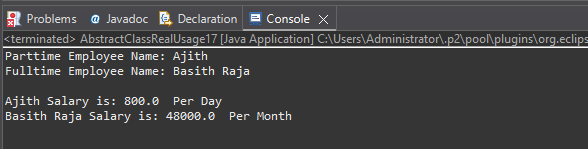 Problems Javadoc Declaration Console
<terminated> AbstractClassRealUsage17 [Java Application] C:\Users\Administrator\.p2\pool\plugins\org.eclips
Parttime Employee Name: Ajith
Fulltime Employee Name: Basith Raja
Ajith Salary is: 800.0  Per Day
Basith Raja Salary is: 48000.0  Per Month